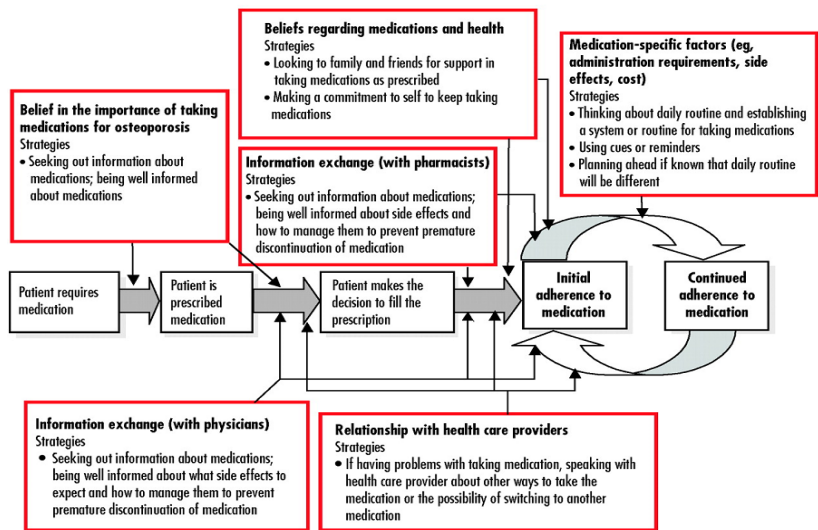 Beliefs regarding medications and health
Strategies
• Looking to family and friends for support in
taking medications as prescribed
• Making a commitment to self to keep taking
medications
Medication-specific factors (eg,
administration requirements, side
effects, cost)
Strategies
• Thinking about daily routine and establishing
a system or routine for taking medications
• Using cues or reminders
• Planning ahead if known that daily routine
will be different
Belief in the importance of taking
medications for osteoporosis
Strategies
• Seeking out information about
medications; being well informed
about medications
Information exchange (with pharmacists)
Strategies
• Seeking out information about medications;
being well informed about side effects and
how to manage them to prevent premature
discontinuation of medication
Patient requires
medication
Patient is
prescribed
medication
Patient makes the
decision to fill the
prescription
Initial
adherence to
medication
Continued
adherence to
medication
Information exchange (with physicians)
Strategies
• Seeking out information about medications;
being well informed about what side effects to
expect and how to manage them to prevent
premature discontinuation of medication
Relationship with health care providers
Strategies
• If having problems with taking medication, speaking with
health care provider about other ways to take the
medication or the possibility of switching to another
medication